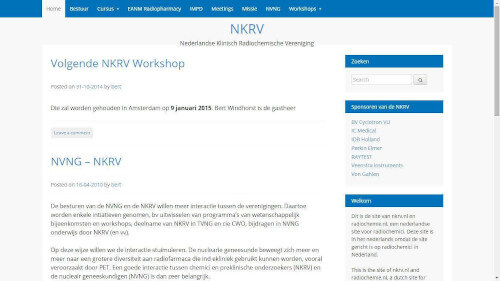 Home Bestuur Cursus EANM Radiopharmacy IMPD Meetings Missie NVNG Workshops
NKRV
Nederlandse Klinisch Radiochemische Vereniging
Volgende NKRV Workshop
Posted on 31-10-2014 by bert
Die zal worden gehouden in Amsterdam op 9 januari 2015. Bert Windhorst is de gastheer
Leave a comment
NVNG – NKRV
Posted on 16-04-2010 by bert
De besturen van de NVNG en de NKRV willen meer interactie tussen de verenigingen. Daartoe
worden enkele intiatieven genomen, bv uitwisselen van programma's van wetenschappelijk
bijeenkomsten en workshops, deelname van NKRV in TVNG en de CWO, bijdragen in NVNG
onderwijs door NKRV (en vv).
Op deze wijze willen we de interactie stuimuleren. De nucleaire geneesunde beweegt zich meer en
meer naar een grotere diversiteit aan radiofarmaca die ind ekliniek gebruikt kunnen worden, vooral
veroorzaakt door PET. Een goede interactie tussen chemici en preklinische onderzoekers (NKRV) en
de nucleair geneeskundigen (NVNG) is dan zeer belangrijk.
Zoeken
Search
Sponsoren van de NKRV
BV Cyclotron VU
IC Medical
IDB Holland
Perkin Elmer
RAYTEST
Veenstra Instruments
Von Gahlen
Welkom
Dit is de site van nkrv.nl en
radiochemie.nl, een nederlandse
site voor radiochemici. Deze site is
in het nederlands omdat de site
gericht is op radiochemici in
Nederland.
This is the site of nkrv.nl and
radiochemie.nl, a dutch site for